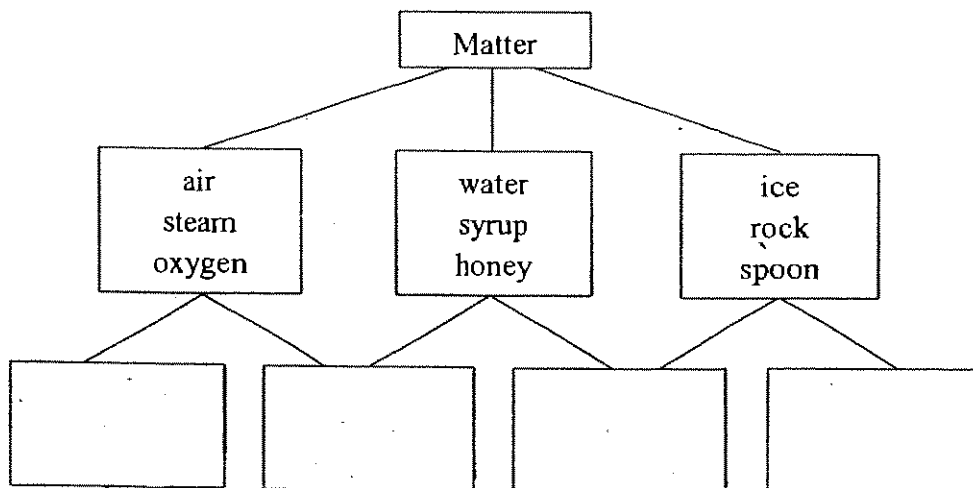 Matter
air
steam
oxygen
water
syrup
honey
ice
rock
spoon